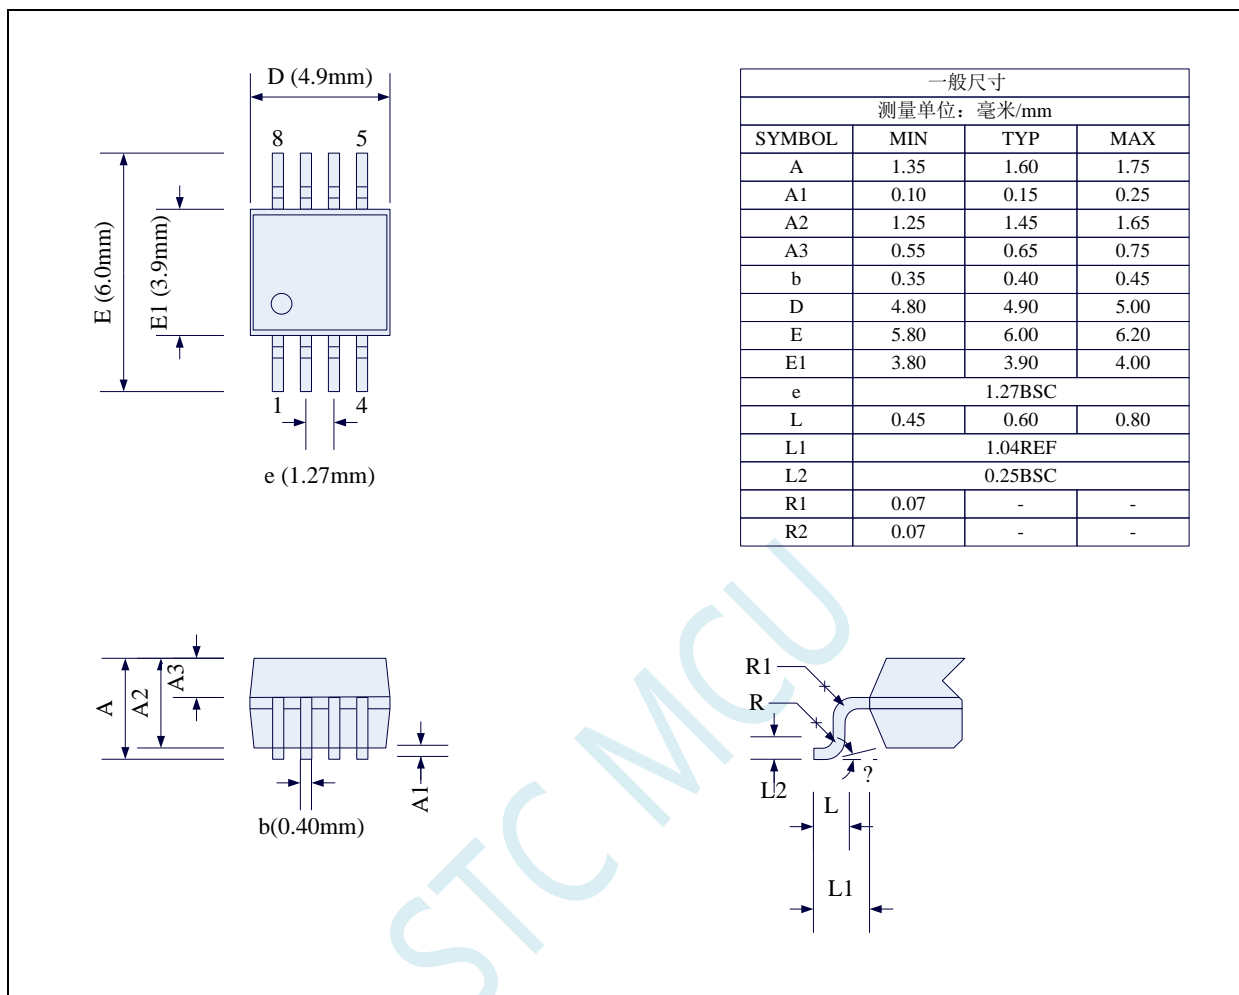 D (4.9mm)
8 5
E (6.0mm)
E1 (3.9mm)
1 4
e (1.27mm)
一般尺寸
测量单位：毫米/mm
SYMBOL MIN TYP MAX
A 1.35 1.60 1.75
A1 0.10 0.15 0.25
A2 1.25 1.45 1.65
A3 0.55 0.65 0.75
b 0.35 0.40 0.45
D 4.80 4.90 5.00
E 5.80 6.00 6.20
E1 3.80 3.90 4.00
e 1.27BSC
L 0.45 0.60 0.80
L1 1.04REF
L2 0.25BSC
R1 0.07 - -
R2 0.07 - -
A
A2
A3
A1
b(0.40mm)
R1
R
L2
?
L
L1
STC MCU